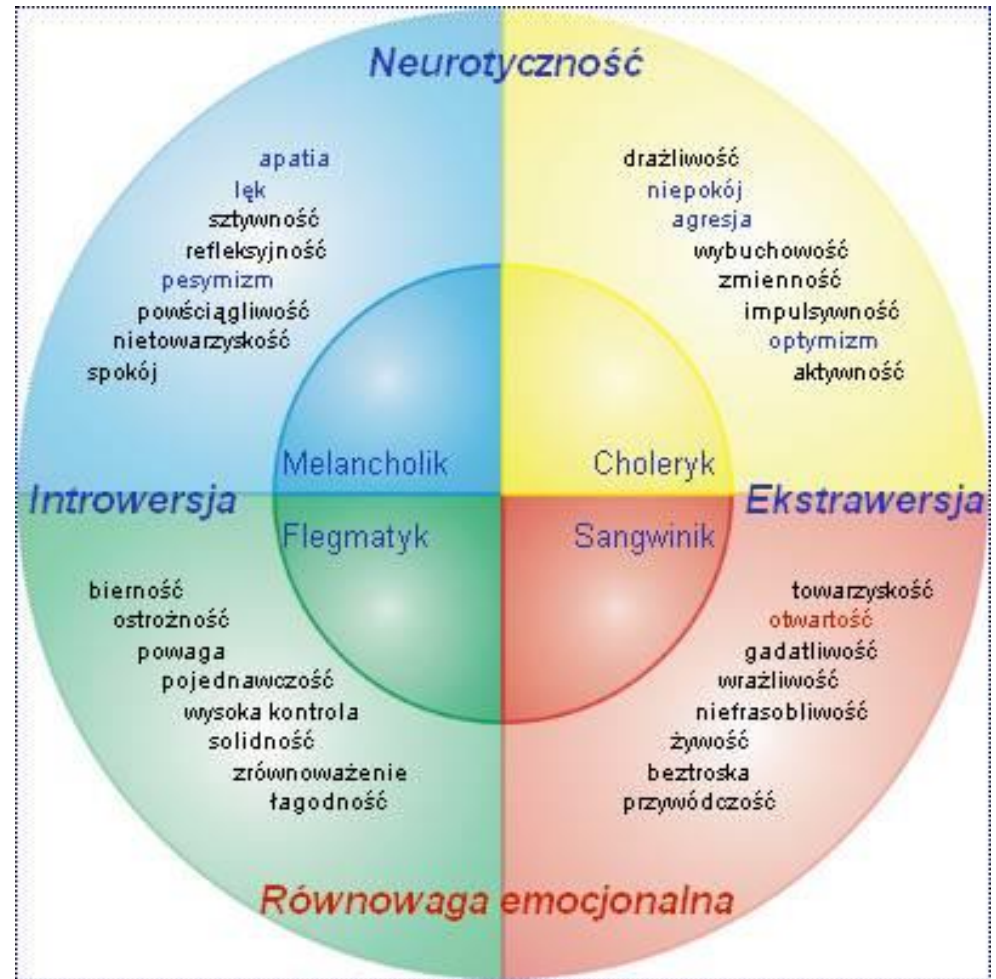 Neurotyczność
apatia
lęk
sztywność
refleksyjność
pesymizm
powściągliwość
nietowarzyskość
spokój
drażliwość
niepokój
agresja
wybuchowość
zmienność
impulsywność
optymizm
aktywność
Melancholik
Choleryk
Introwersja
Ekstrawersja
Flegmatyk
Sangwinik
bierność
ostrożność
powaga
pojednawczość
wysoka kontrola
solidność
zrównoważenie
łagodność
towarzyskość
otwartość
gadatliwość
wrażliwość
niefrasobliwość
żywość
beztroska
przywódczość
Równowaga emocjonalna